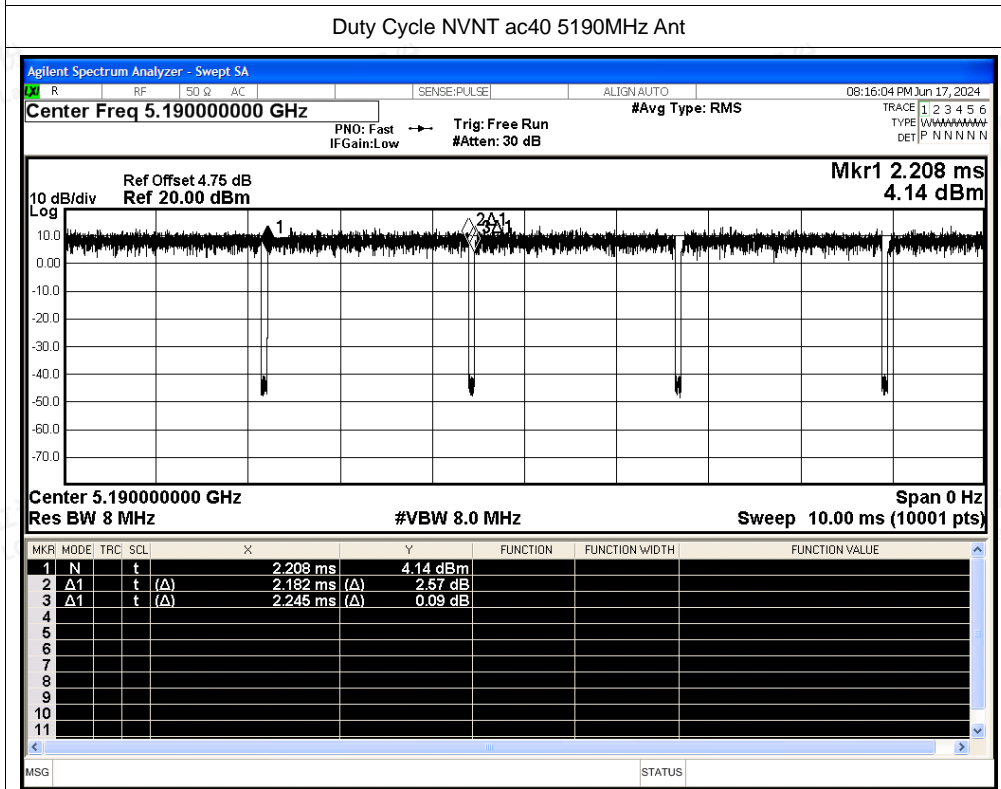 Duty Cycle NVNT ac40 5190MHz Ant
Agilent Spectrum Analyzer - Swept SA
LXI R RF 50 Ω AC SENSE:PULSE ALIGN AUTO 08:16:04 PM Jun 17, 2024
Center Freq 5.190000000 GHz #Avg Type: RMS TRACE 1 2 3 4 5 6
PNO: Fast Trig: Free Run TYPE W
IFGain:Low #Atten: 30 dB DET P N N N N N
Mkr1 2.208 ms
Ref Offset 4.75 dB
10 dB/div Ref 20.00 dBm 4.14 dBm
Log
1 2Δ1 3Δ1
10.0
0.00
-10.0
-20.0
-30.0
-40.0
-50.0
-60.0
-70.0
Center 5.190000000 GHz Span 0 Hz
Res BW 8 MHz #VBW 8.0 MHz Sweep 10.00 ms (10001 pts)
MKR MODE TRC SCL X Y FUNCTION FUNCTION WIDTH FUNCTION VALUE
1 N t 2.208 ms 4.14 dBm
2 Δ1 t (Δ) 2.182 ms (Δ) 2.57 dB
3 Δ1 t (Δ) 2.245 ms (Δ) 0.09 dB
4
5
6
7
8
9
10
11
MSG STATUS